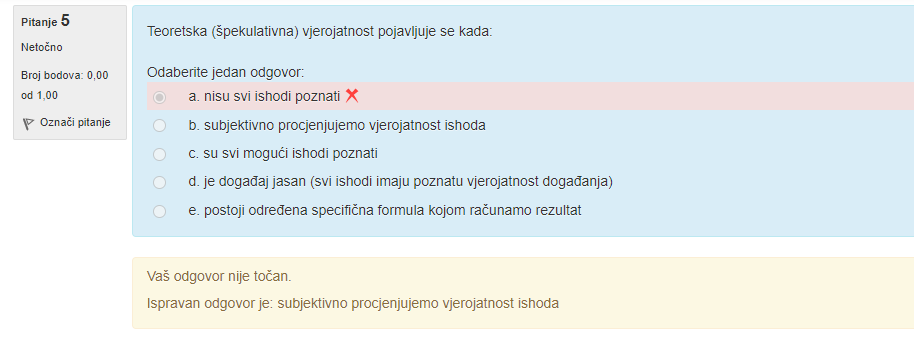 Pitanje 5
Netočno
Broj bodova: 0,00
od 1,00
Označi pitanje
Teoretska (špekulativna) vjerojatnost pojavljuje se kada:
Odaberite jedan odgovor:
a. nisu svi ishodi poznati
b. subjektivno procjenjujemo vjerojatnost ishoda
c. su svi mogući ishodi poznati
d. je događaj jasan (svi ishodi imaju poznatu vjerojatnost događanja)
e. postoji određena specifična formula kojom računamo rezultat
Vaš odgovor nije točan.
Ispravan odgovor je: subjektivno procjenjujemo vjerojatnost ishoda